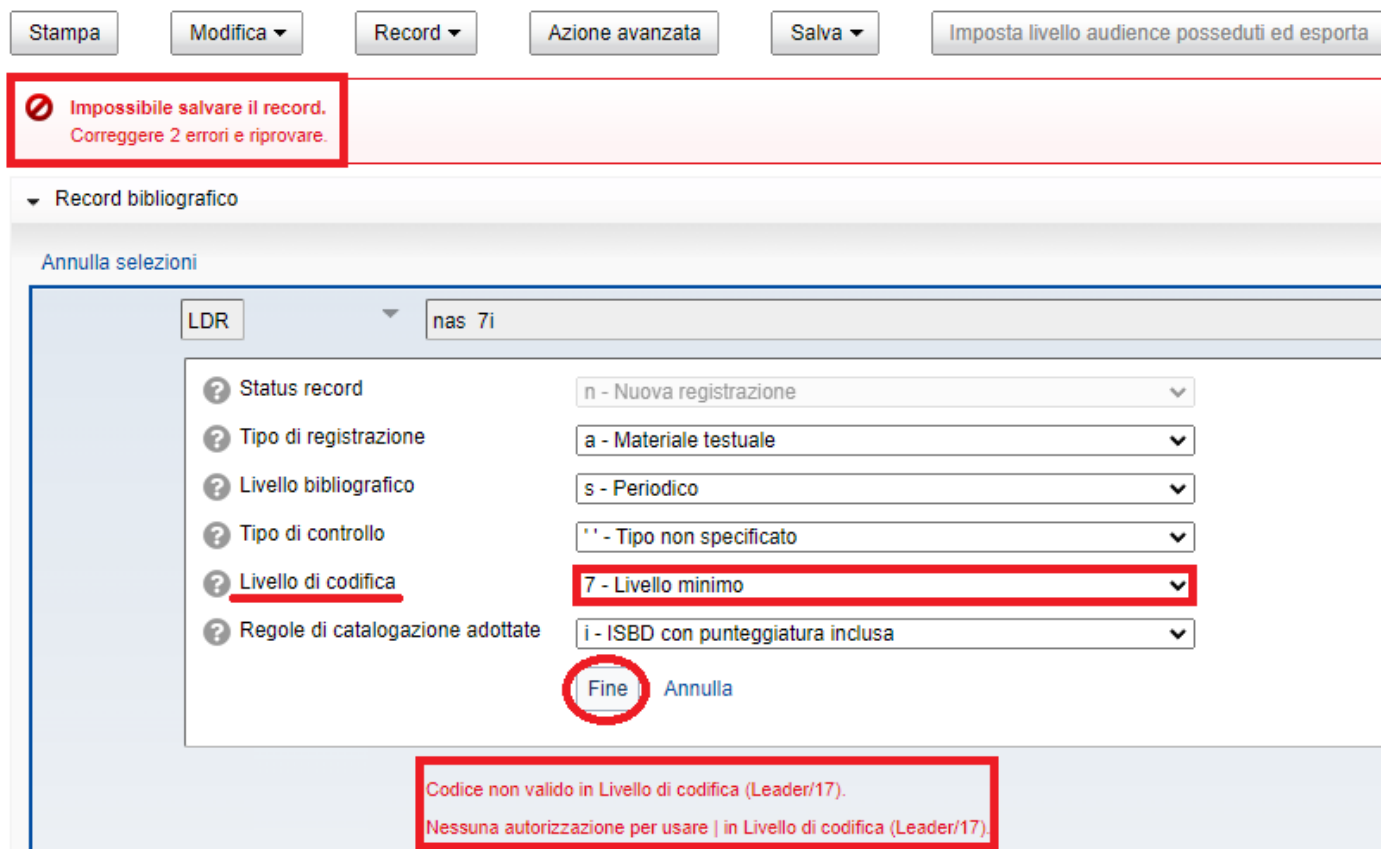 Stampa Modifica Record Azione avanzata Salva Imposta livello audience posseduti ed esporta
Impossibile salvare il record.
Correggere 2 errori e riprovare.
Record bibliografico
Annulla selezioni
LDR nas 7i
Status record n - Nuova registrazione
Tipo di registrazione a - Materiale testuale
Livello bibliografico s - Periodico
Tipo di controllo ' ' - Tipo non specificato
Livello di codifica 7 - Livello minimo
Regole di catalogazione adottate i - ISBD con punteggiatura inclusa
Fine Annulla
Codice non valido in Livello di codifica (Leader/17).
Nessuna autorizzazione per usare | in Livello di codifica (Leader/17).